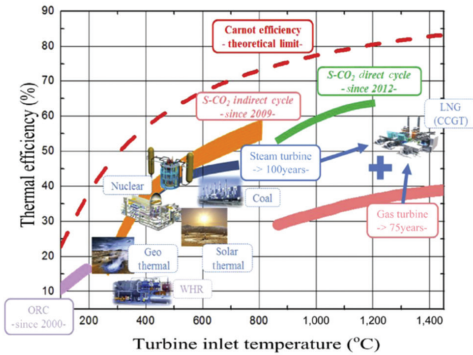 90
80
70
60
50
40
30
20
10
Thermal efficiency (%)
Carnot efficiency
- theoretical limit-
S-CO₂ direct cycle
- since 2012-
S-CO₂ indirect cycle
- since 2009-
LNG
(CCGT)
Steam turbine
-> 100years-
Nuclear
Coal
Gas turbine
-> 75years-
Geo
thermal
Solar
thermal
WHR
ORC
-since 2000-
200
400
600
800
1,000
1,200
1,400
Turbine inlet temperature (°C)